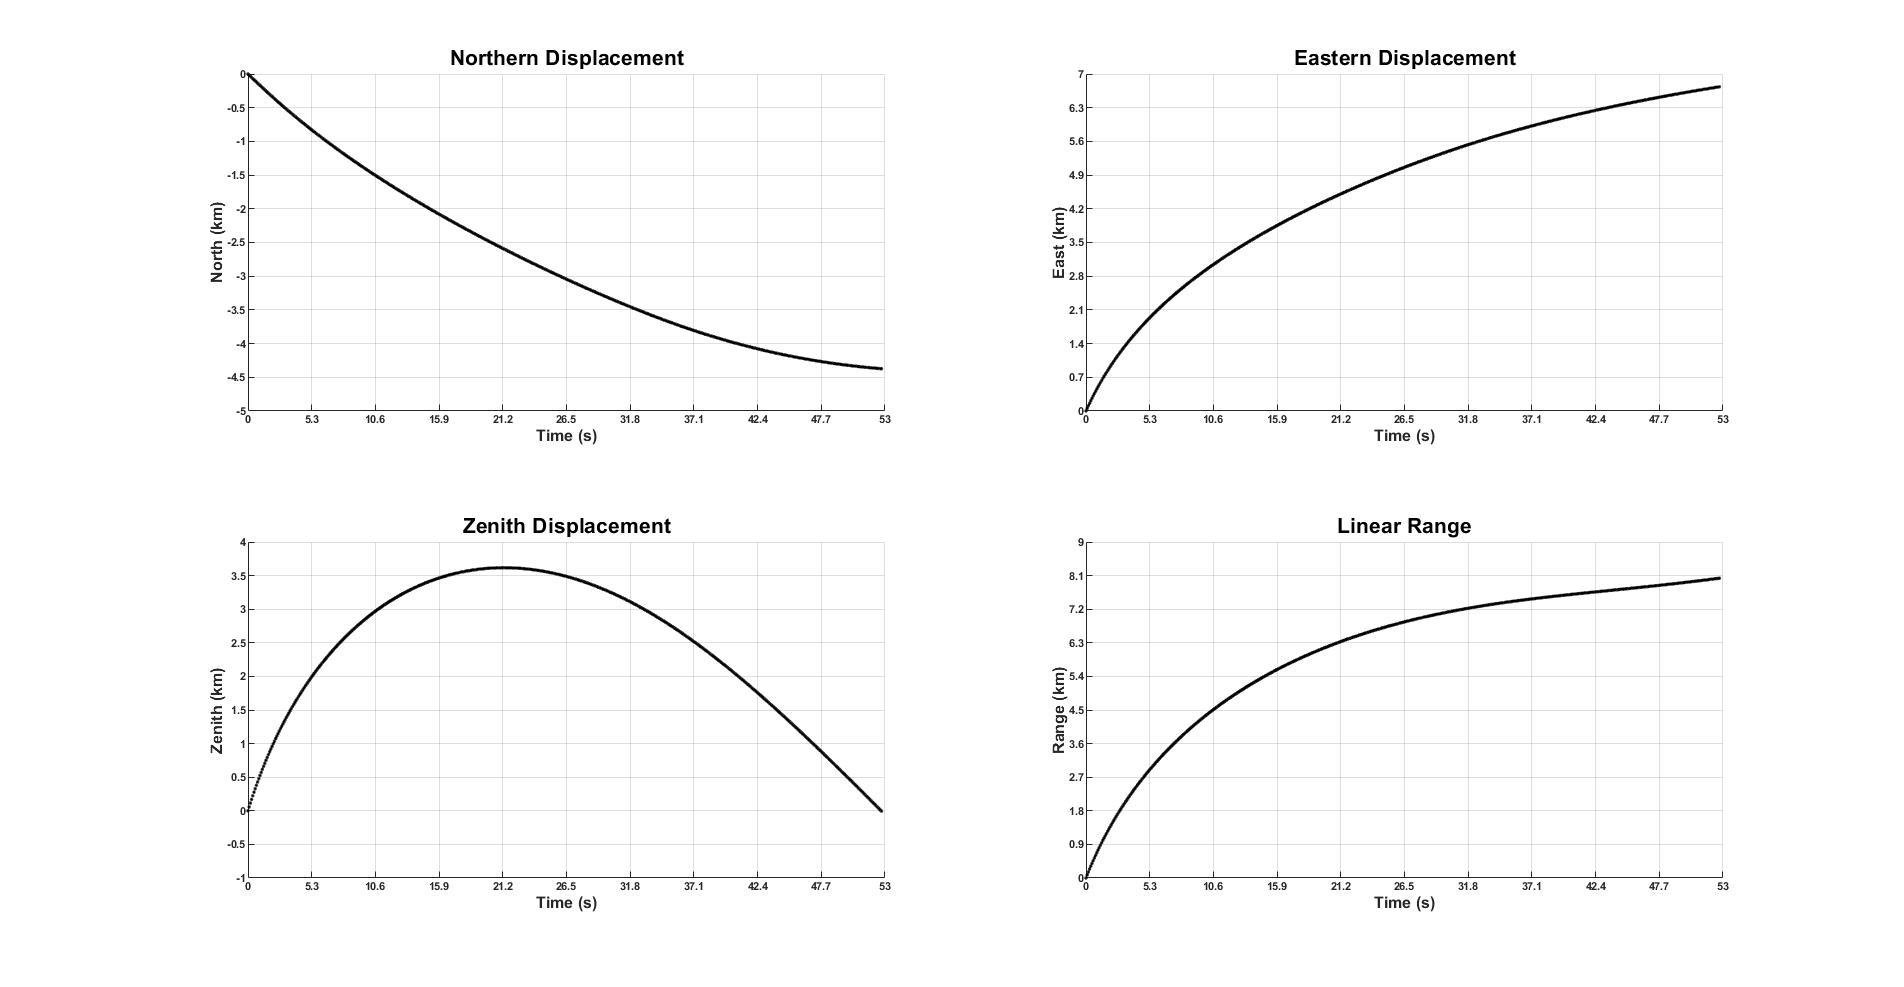 Northern Displacement
0
-0.5
-1
-1.5
-2
-2.5
-3
-3.5
-4
-4.5
-5
North (km)
0 5.3 10.6 15.9 21.2 26.5 31.8 37.1 42.4 47.7 53
Time (s)
Eastern Displacement
7
6.3
5.6
4.9
4.2
3.5
2.8
2.1
1.4
0.7
0
East (km)
0 5.3 10.6 15.9 21.2 26.5 31.8 37.1 42.4 47.7 53
Time (s)
Zenith Displacement
4
3.5
3
2.5
2
1.5
1
0.5
0
-0.5
-1
Zenith (km)
0 5.3 10.6 15.9 21.2 26.5 31.8 37.1 42.4 47.7 53
Time (s)
Linear Range
9
8.1
7.2
6.3
5.4
4.5
3.6
2.7
1.8
0.9
0
Range (km)
0 5.3 10.6 15.9 21.2 26.5 31.8 37.1 42.4 47.7 53
Time (s)